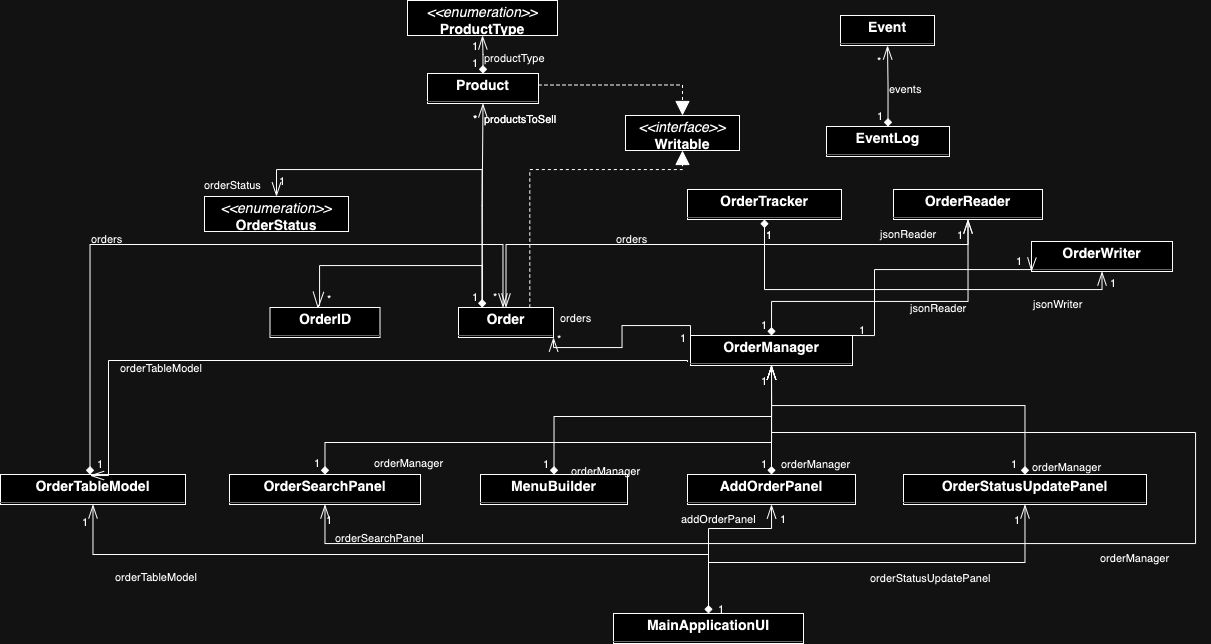 <<enumeration>>
ProductType
1
1
productType
Product
* productsToSell
Event
*
events
1
EventLog
<<interface>>
Writable
orderStatus
1
<<enumeration>>
OrderStatus
OrderTracker
1
OrderReader
orders
orders
jsonReader
1
OrderWriter
1
1
*
OrderID
1
*
Order
orders
*
jsonReader
jsonWriter
1
1
1
OrderManager
orderTableModel
1
1
OrderTableModel
1
orderManager
OrderSearchPanel
1
orderManager
MenuBuilder
1
orderManager
AddOrderPanel
1
orderManager
OrderStatusUpdatePanel
1
1
addOrderPanel
1
1
orderSearchPanel
orderManager
orderTableModel
orderStatusUpdatePanel
1
MainApplicationUI